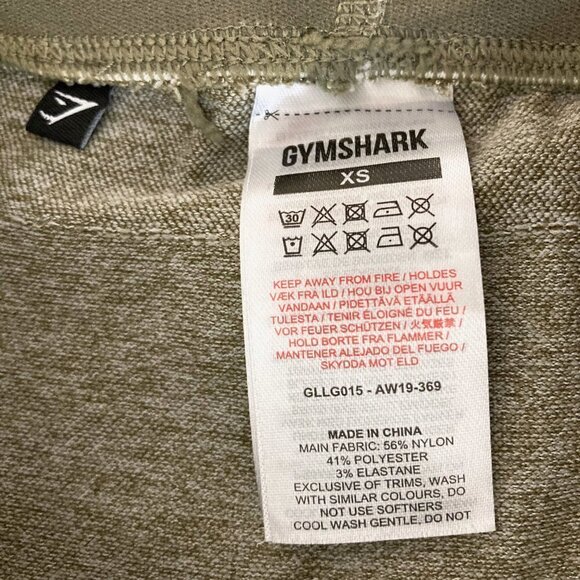 GYMSHARK
XS
30
KEEP AWAY FROM FIRE / HOLDES
VÆK FRA ILD / HOU BIJ OPEN VUUR
VANDAAN / PIDETTÄVÄ ETÄÄLLÄ
TULESTA / TENIR ÉLOIGNÉ DU FEU /
VOR FEUER SCHÜTZEN / 火気厳禁 /
HOLD BORTE FRA FLAMMER /
MANTENER ALEJADO DEL FUEGO /
SKYDDA MOT ELD
GLLG015 - AW19-369
MADE IN CHINA
MAIN FABRIC: 56% NYLON
41% POLYESTER
3% ELASTANE
EXCLUSIVE OF TRIMS, WASH
WITH SIMILAR COLOURS, DO
NOT USE SOFTNERS
COOL WASH GENTLE, DO NOT